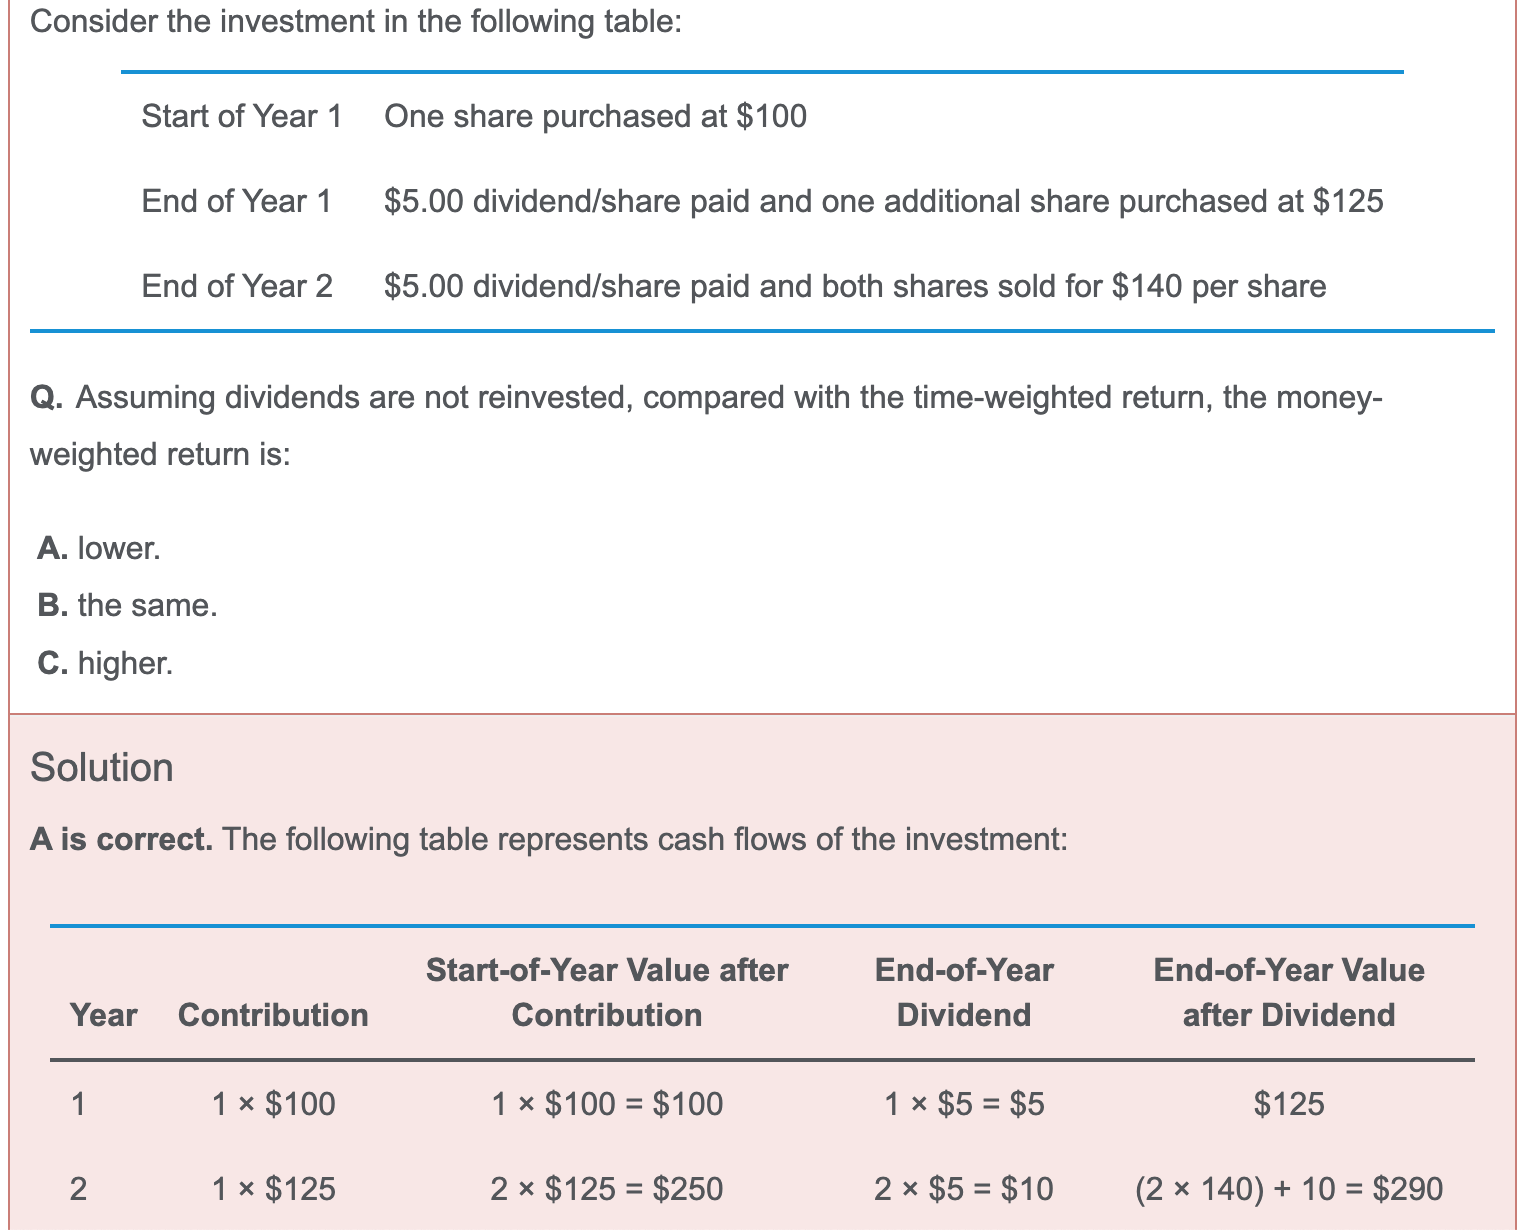 Consider the investment in the following table:
Start of Year 1 One share purchased at $100
End of Year 1 $5.00 dividend/share paid and one additional share purchased at $125
End of Year 2 $5.00 dividend/share paid and both shares sold for $140 per share
Q. Assuming dividends are not reinvested, compared with the time-weighted return, the money-
weighted return is:
A. lower.
B. the same.
C. higher.
Solution
A is correct. The following table represents cash flows of the investment:
Year Contribution Start-of-Year Value after Contribution End-of-Year Dividend End-of-Year Value after Dividend
1 1 × $100 1 × $100 = $100 1 × $5 = $5 $125
2 1 × $125 2 × $125 = $250 2 × $5 = $10 (2 × 140) + 10 = $290